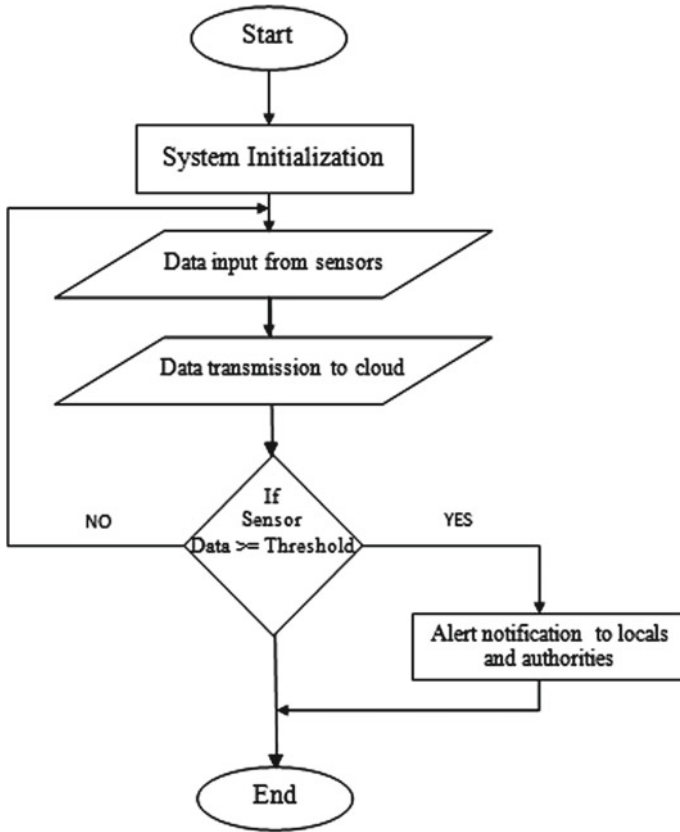 Start
System Initialization
Data input from sensors
Data transmission to cloud
If
Sensor
Data >= Threshold
NO
YES
Alert notification to locals
and authorities
End